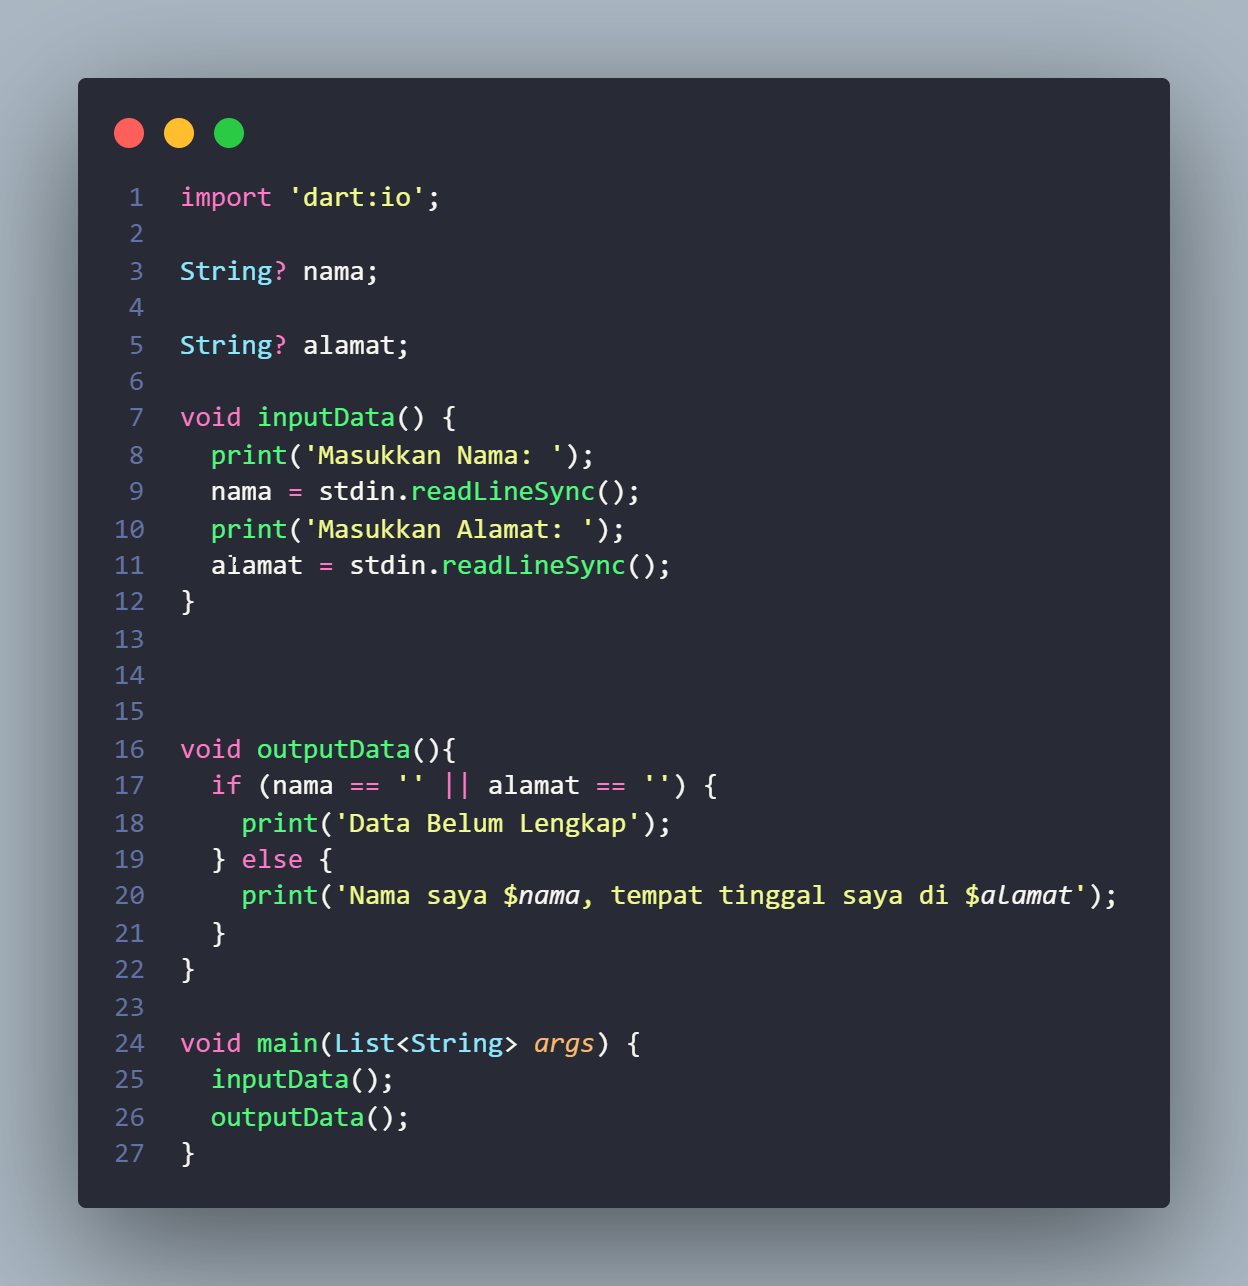 1 import 'dart:io';
2
3 String? nama;
4
5 String? alamat;
6
7 void inputData() {
8   print('Masukkan Nama: ');
9   nama = stdin.readLineSync();
10   print('Masukkan Alamat: ');
11   alamat = stdin.readLineSync();
12 }
13
14
15
16 void outputData(){
17   if (nama == '' || alamat == '') {
18     print('Data Belum Lengkap');
19   } else {
20     print('Nama saya $nama, tempat tinggal saya di $alamat');
21   }
22 }
23
24 void main(List<String> args) {
25   inputData();
26   outputData();
27 }